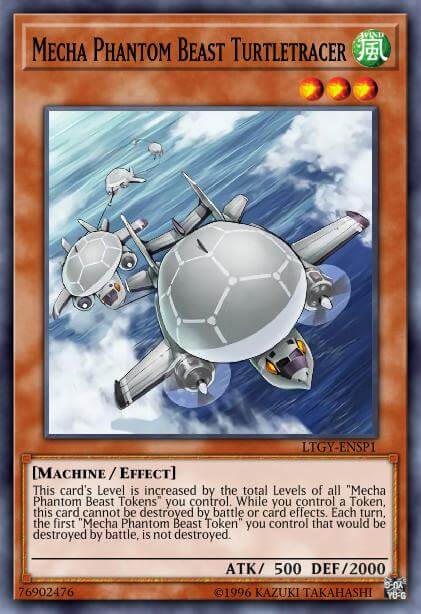 MECHA PHANTOM BEAST TURTLETRACER
WIND
風
LTGY-ENSP1
[MACHINE / EFFECT]
This card's Level is increased by the total Levels of all "Mecha
Phantom Beast Tokens" you control. While you control a Token,
this card cannot be destroyed by battle or card effects. Each turn,
the first "Mecha Phantom Beast Token" you control that would be
destroyed by battle, is not destroyed.
ATK/ 500 DEF/2000
76902476
©1996 KAZUKI TAKAHASHI